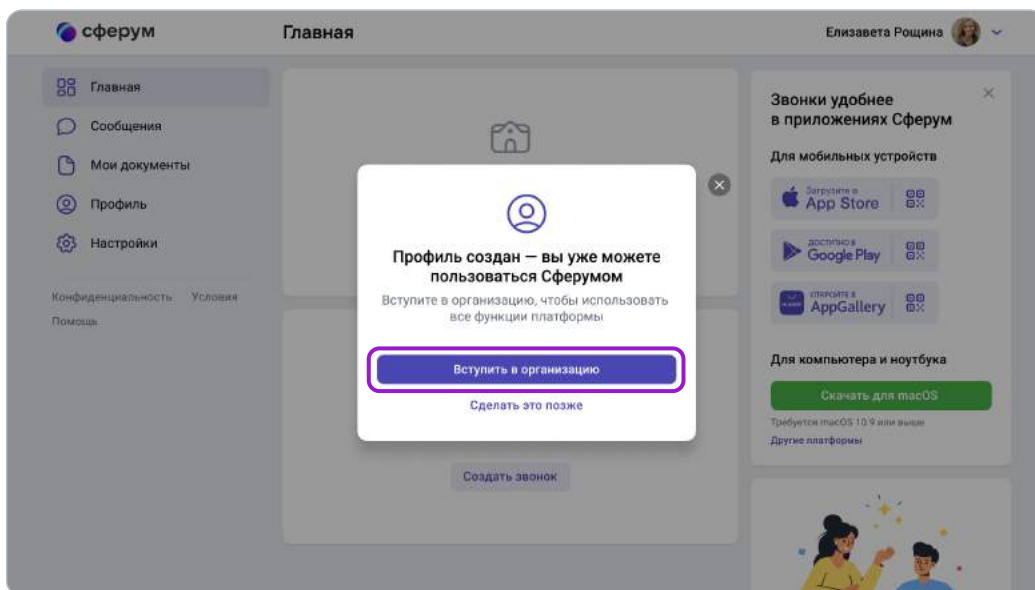 сферум
Главная
Елизавета Рощина
Главная
Сообщения
Мои документы
Профиль
Настройки
Конфиденциальность Условия
Помощь
Профиль создан — вы уже можете
пользоваться Сферумом
Вступите в организацию, чтобы использовать
все функции платформы
Вступить в организацию
Сделать это позже
Создать звонок
Звонки удобнее
в приложениях Сферум
Для мобильных устройств
Загрузите в
App Store
ДОСТУПНО В
Google Play
ОТКРОЙТЕ В
AppGallery
Для компьютера и ноутбука
Скачать для macOS
Требуется macOS 10.9 или выше
Другие платформы